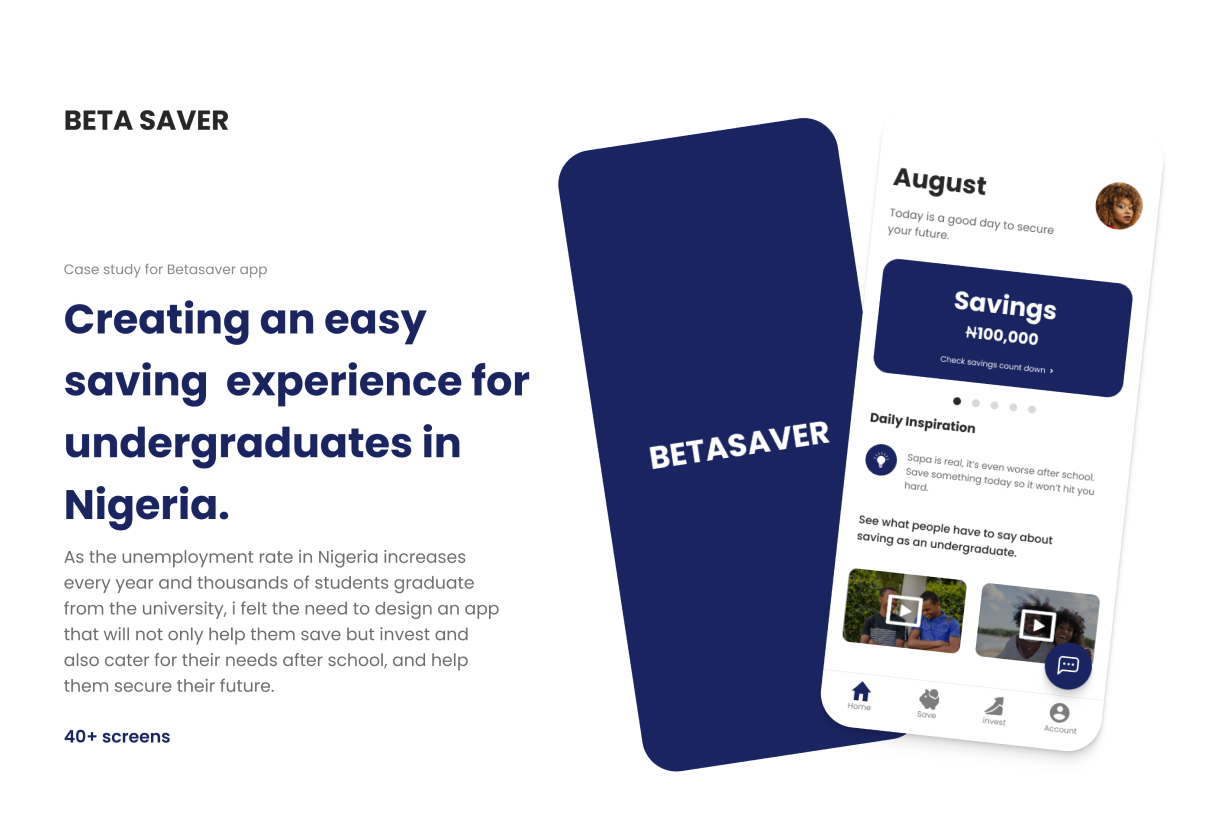 BETA SAVER
Case study for Betasaver app
Creating an easy
saving  experience for
undergraduates in
Nigeria.
As the unemployment rate in Nigeria increases
every year and thousands of students graduate
from the university, i felt the need to design an app
that will not only help them save but invest and
also cater for their needs after school, and help
them secure their future.
40+ screens
BETASAVER
August
Today is a good day to secure
your future.
Savings
₦100,000
Check savings count down ›
Daily Inspiration
Sapa is real, it's even worse after school.
Save something today so it won't hit you
hard.
See what people have to say about
saving as an undergraduate.
Home
Save
invest
Account